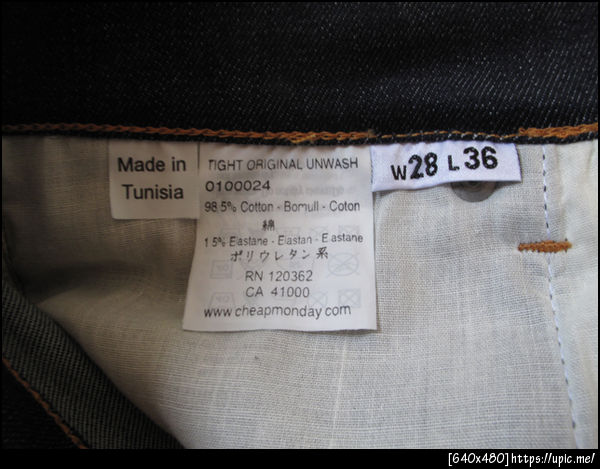 Made in
Tunisia
TIGHT ORIGINAL UNWASH
0100024
98.5% Cotton - Bomull - Coton
綿
1.5% Elastane - Elastan - Elastane
ポリウレタン系
RN 120362
CA 41000
www.cheapmonday.com
W28 L36
[640x480]https://upic.me/